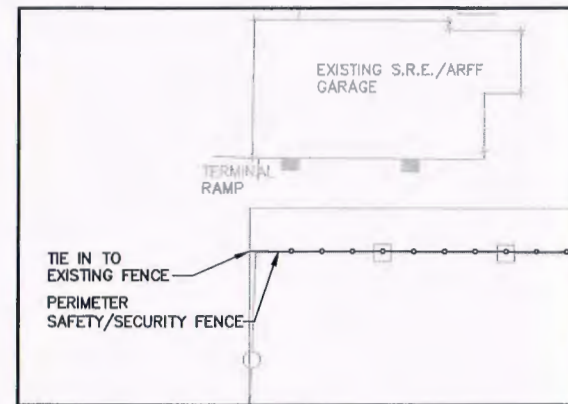 EXISTING S.R.E./ARFF
GARAGE
TERMINAL
RAMP
TIE IN TO
EXISTING FENCE
PERIMETER
SAFETY/SECURITY FENCE